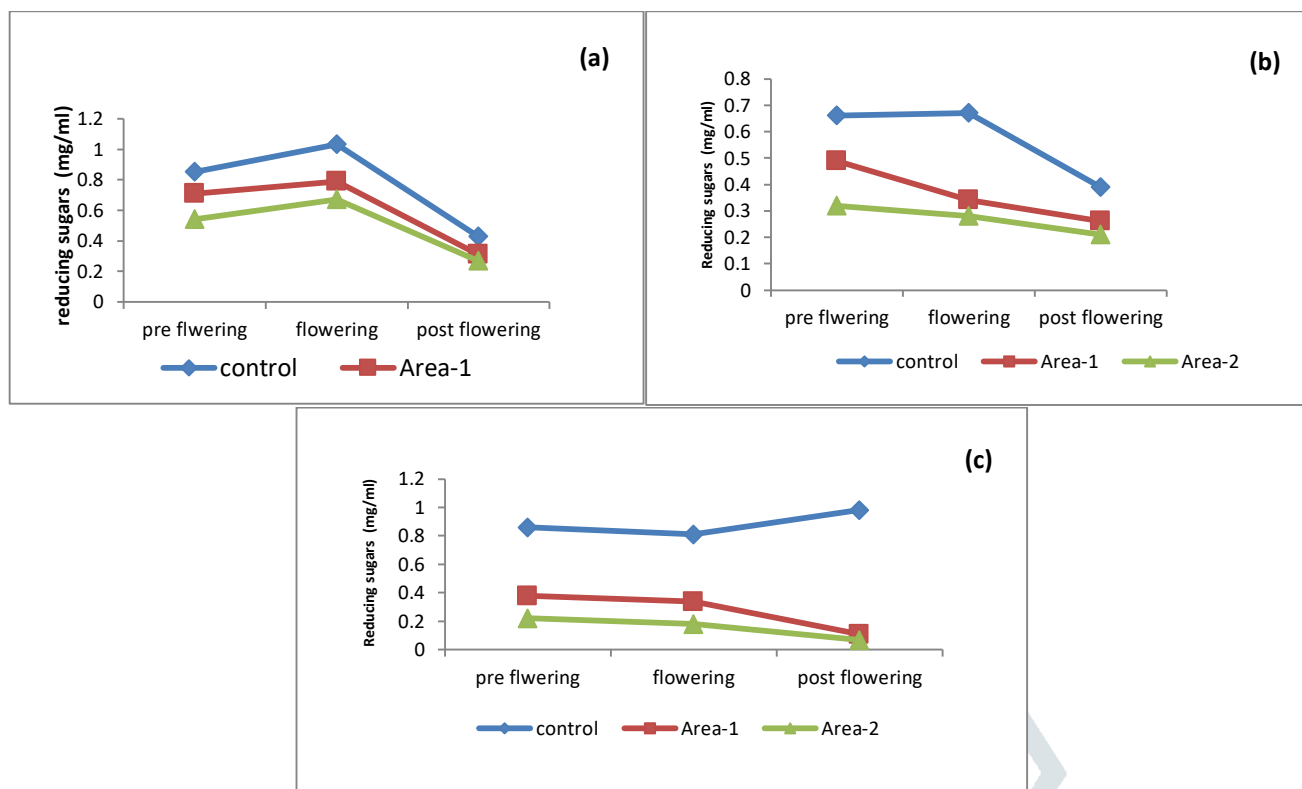 (a)
reducing sugars (mg/ml)
1.2
1
0.8
0.6
0.4
0.2
0
pre flwering flowering post flowering
control Area-1
(b)
Reducing sugars (mg/ml)
0.8
0.7
0.6
0.5
0.4
0.3
0.2
0.1
0
pre flwering flowering post flowering
control Area-1 Area-2
(c)
Reducing sugars (mg/ml)
1.2
1
0.8
0.6
0.4
0.2
0
pre flwering flowering post flowering
control Area-1 Area-2